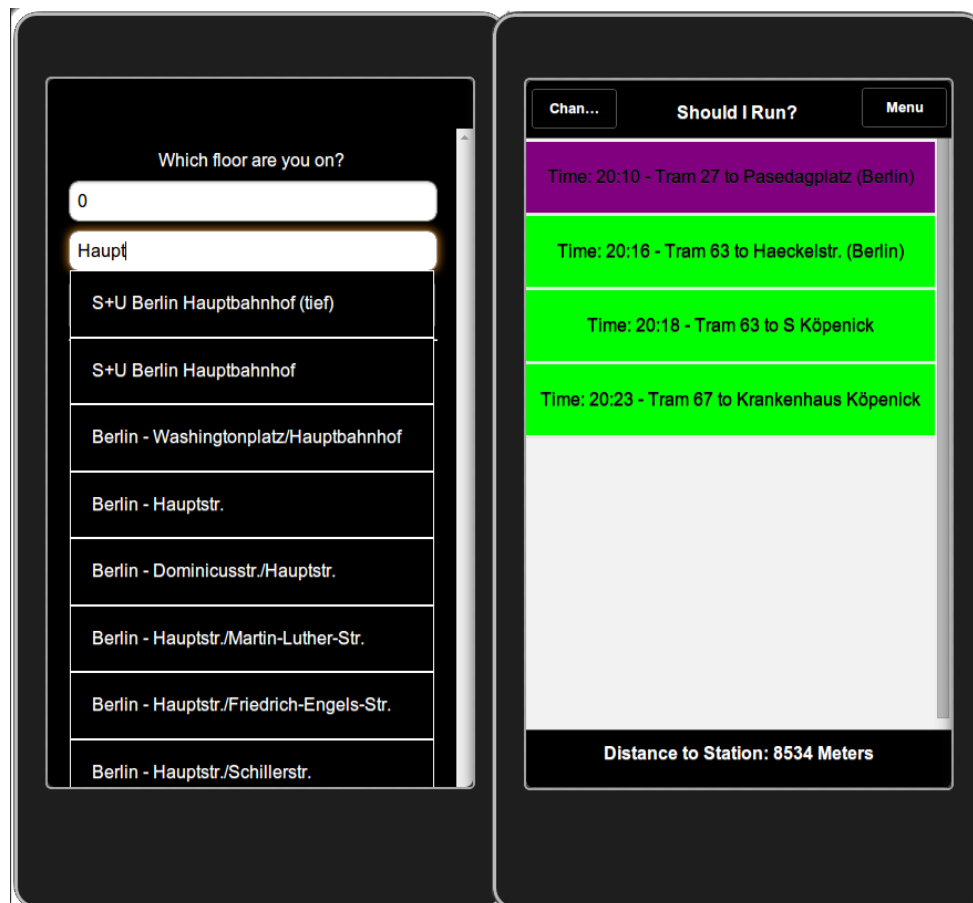 Which floor are you on?
0
Haupt
S+U Berlin Hauptbahnhof (tief)
S+U Berlin Hauptbahnhof
Berlin - Washingtonplatz/Hauptbahnhof
Berlin - Hauptstr.
Berlin - Dominicusstr./Hauptstr.
Berlin - Hauptstr./Martin-Luther-Str.
Berlin - Hauptstr./Friedrich-Engels-Str.
Berlin - Hauptstr./Schillerstr.
Chan...
Should I Run?
Menu
Time: 20:10 - Tram 27 to Pasedagplatz (Berlin)
Time: 20:16 - Tram 63 to Haeckelstr. (Berlin)
Time: 20:18 - Tram 63 to S Köpenick
Time: 20:23 - Tram 67 to Krankenhaus Köpenick
Distance to Station: 8534 Meters